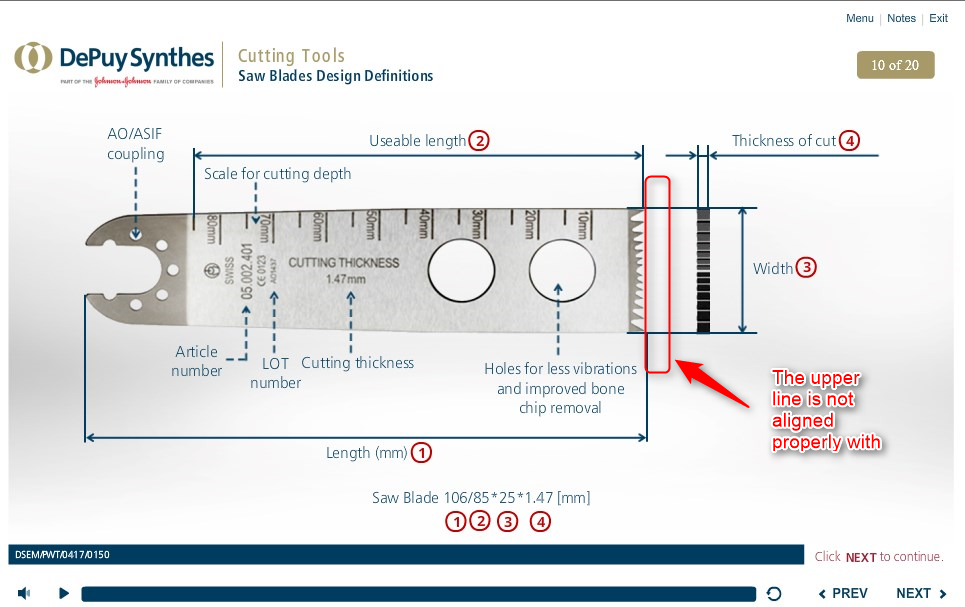 Menu | Notes | Exit
DePuy Synthes
PART OF THE Johnson & Johnson FAMILY OF COMPANIES
Cutting Tools
Saw Blades Design Definitions
10 of 20
AO/ASIF
coupling
Useable length 2
Thickness of cut 4
Scale for cutting depth
80mm
70mm
60mm
50mm
40mm
30mm
20mm
10mm
SWISS
05.002.401
CE 0123
AO1437
CUTTING THICKNESS
1.47mm
Width 3
Article
number
LOT
number
Cutting thickness
Holes for less vibrations
and improved bone
chip removal
The upper
line is not
aligned
properly with
Length (mm) 1
Saw Blade 106/85*25*1.47 [mm]
1 2 3 4
DSEM/PWT/0417/0150
Click NEXT to continue.
< PREV
NEXT >